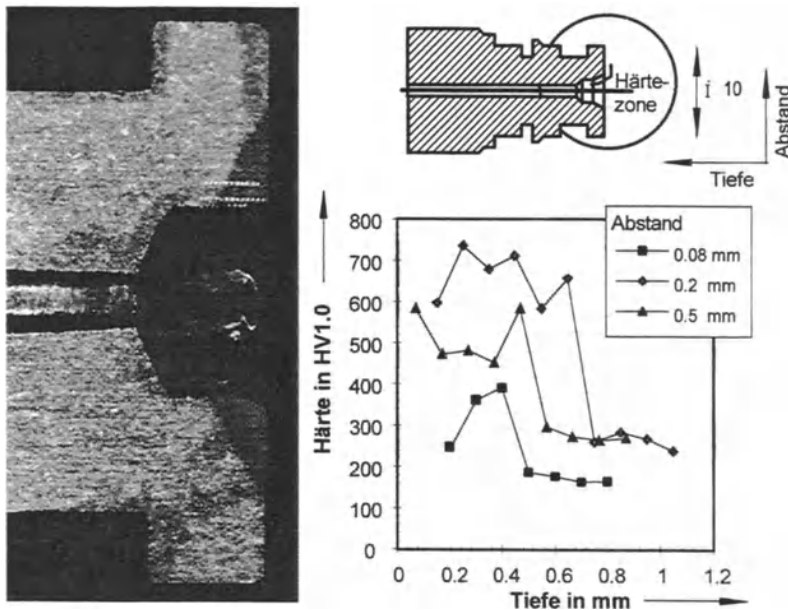 Härte-
zone
İ 10
Abstand
Tiefe
Härte in HV1.0
800
700
600
500
400
300
200
100
0
Abstand
0.08 mm
0.2 mm
0.5 mm
0 0.2 0.4 0.6 0.8 1 1.2
Tiefe in mm